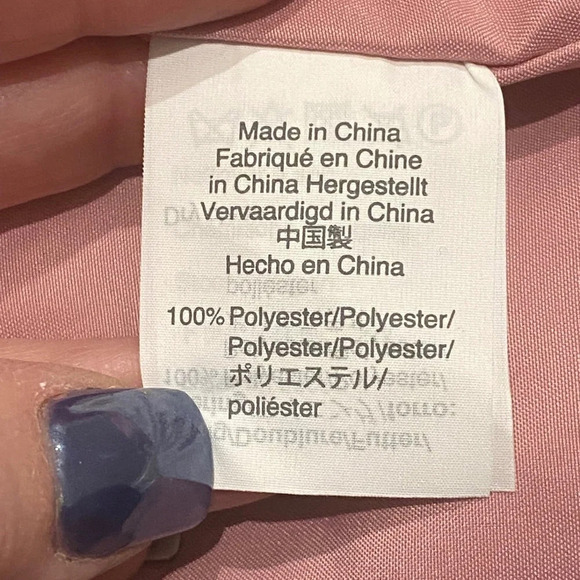 Made in China
Fabriqué en Chine
in China Hergestellt
Vervaardigd in China
中国製
Hecho en China
100% Polyester/Polyester/
Polyester/Polyester/
ポリエステル/
poliéster